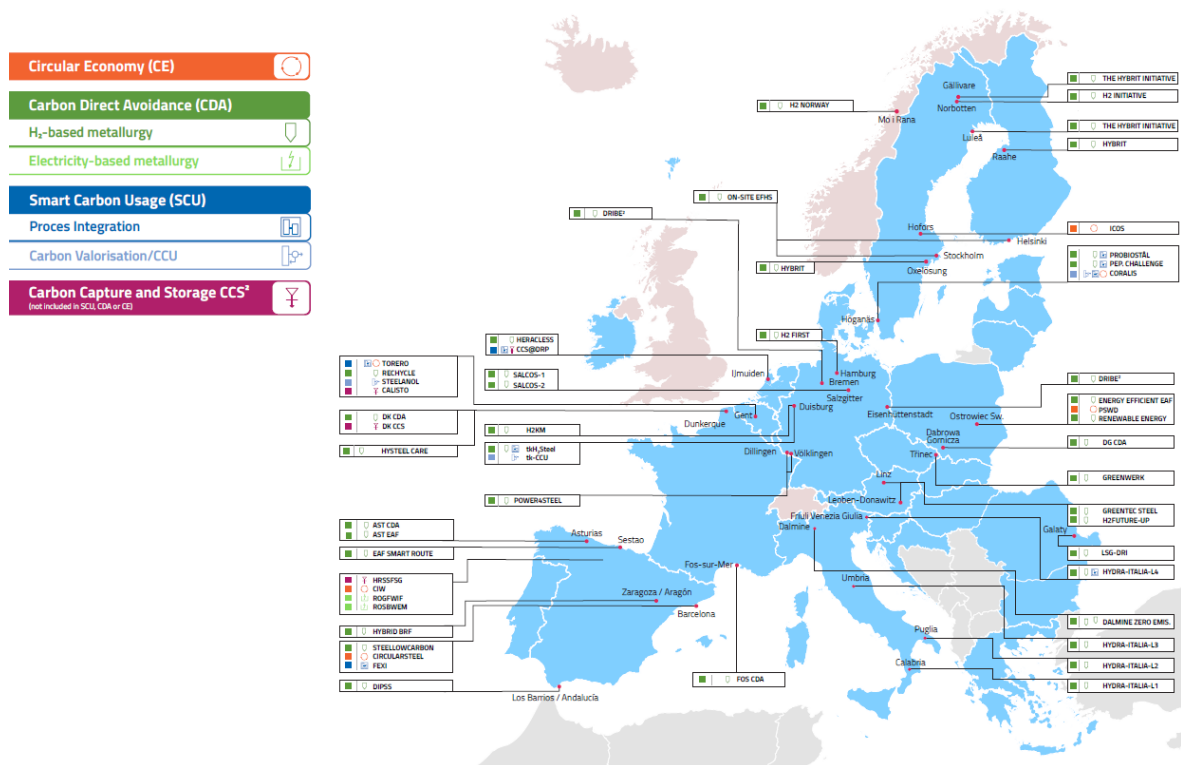 Circular Economy (CE)
Carbon Direct Avoidance (CDA)
H₂-based metallurgy
Electricity-based metallurgy
Smart Carbon Usage (SCU)
Proces Integration
Carbon Valorisation/CCU
Carbon Capture and Storage CCS²
(not included in SCU, CDA or CE)
THE HYBRIT INITIATIVE
H2 INITIATIVE
Gällivare
Norbotten
H2 NORWAY
Mo i Rana
THE HYBRIT INITIATIVE
Luleå
HYBRIT
Raahe
ON-SITE EFHS
DRIBE²
Hofors
ICOS
Helsinki
Stockholm
HYBRIT
Oxelösung
PROBIOSTÅL
PEP. CHALLENGE
CORALIS
Höganäs
H2 FIRST
HERACLESS
CCS@DRP
IJmuiden
Hamburg
Bremen
Salzgitter
SALCOS-1
SALCOS-2
TORERO
RECHYCLE
STEELANOL
CALISTO
DRIBE²
Eisenhüttenstadt
ENERGY EFFICIENT EAF
PSWD
RENEWABLE ENERGY
Ostrowiec Sw.
Duisburg
Gent
Dunkerque
DK CDA
DK CCS
H2KM
Dabrowa
Gornicza
DG CDA
HYSTEEL CARE
tkH₂Steel
tk-CCU
Dillingen
Völklingen
Třinec
GREENWERK
Linz
Leoben-Donawitz
POWER4STEEL
GREENTEC STEEL
H2FUTURE-UP
Friuli Venezia Giulia
Dalmine
Galaty
AST CDA
AST EAF
Asturias
Sestao
EAF SMART ROUTE
LSG-DRI
Fos-sur-Mer
HYDRA-ITALIA-L4
HRSSFSG
CIW
ROGFWIF
ROSBWEM
Umbria
Zaragoza / Aragón
Barcelona
DALMINE ZERO EMIS.
HYBRID BRF
Puglia
HYDRA-ITALIA-L3
STEELLOWCARBON
CIRCULARSTEEL
FEXI
Calabria
HYDRA-ITALIA-L2
DIPSS
FOS CDA
HYDRA-ITALIA-L1
Los Barrios / Andalucía